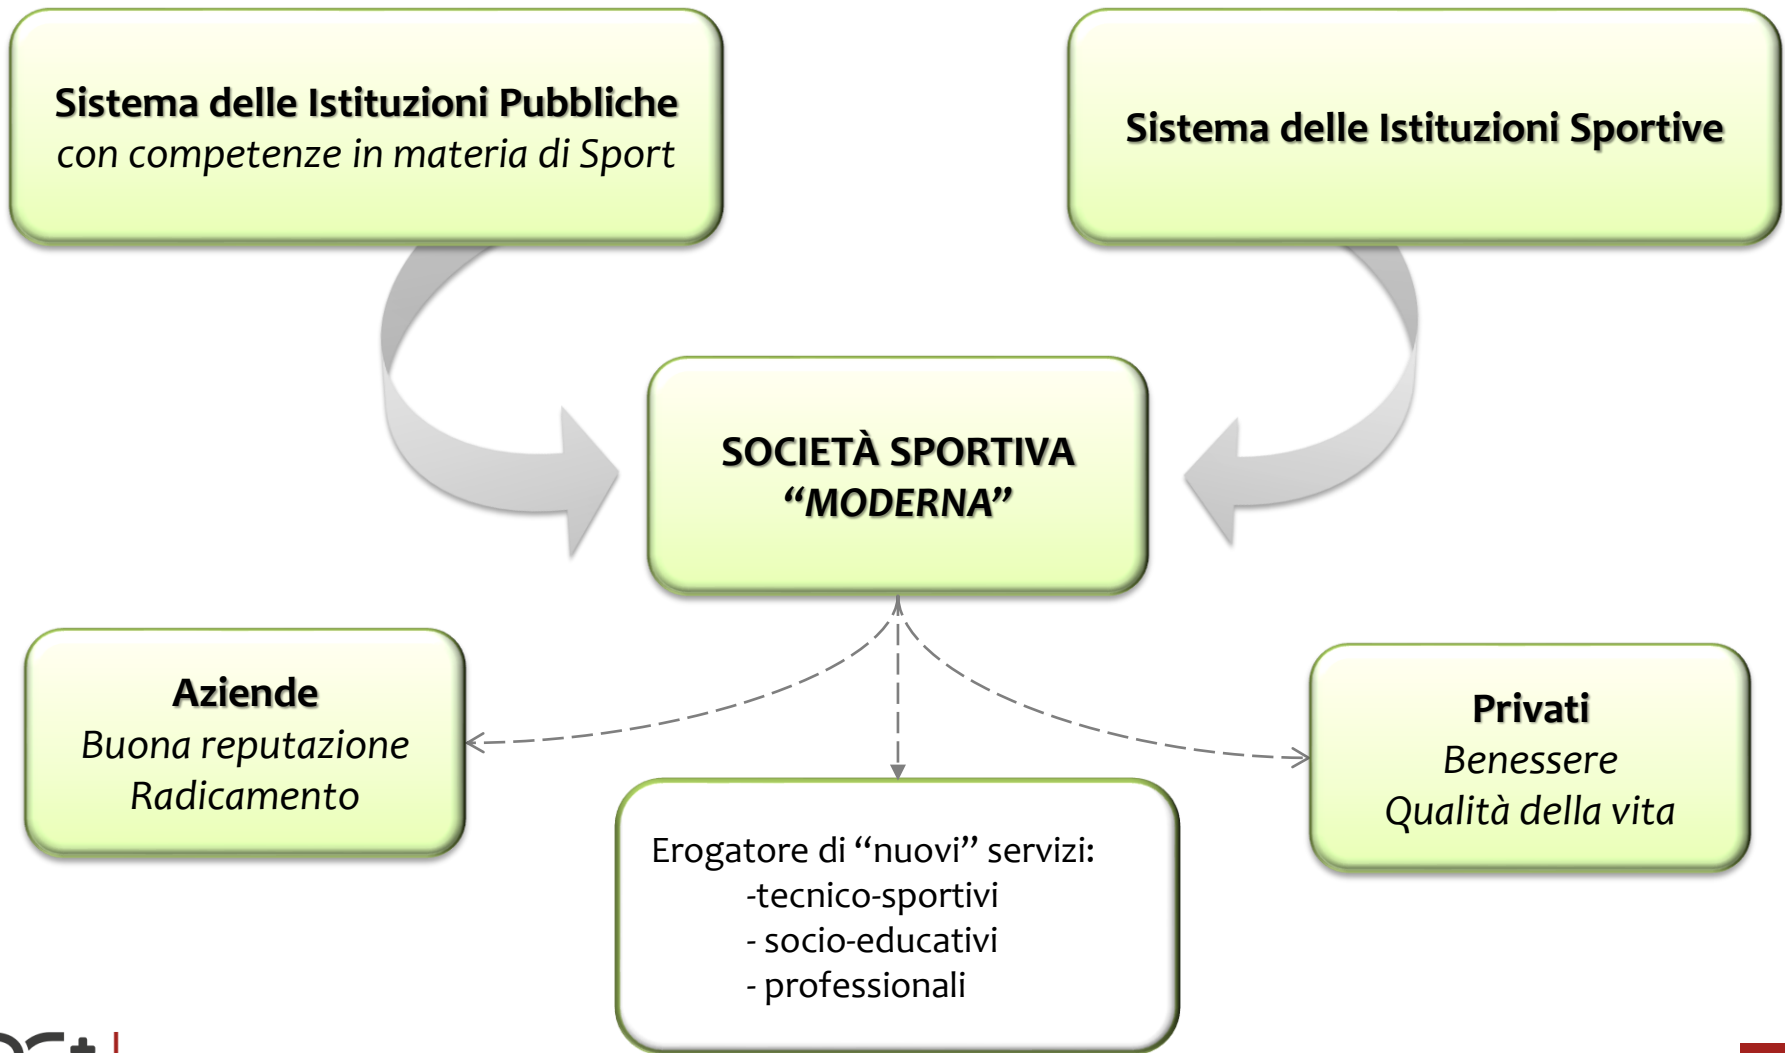 Sistema delle Istituzioni Pubbliche
con competenze in materia di Sport
Sistema delle Istituzioni Sportive
SOCIETÀ SPORTIVA
“MODERNA”
Aziende
Buona reputazione
Radicamento
Privati
Benessere
Qualità della vita
Erogatore di “nuovi” servizi:
-tecnico-sportivi
- socio-educativi
- professionali